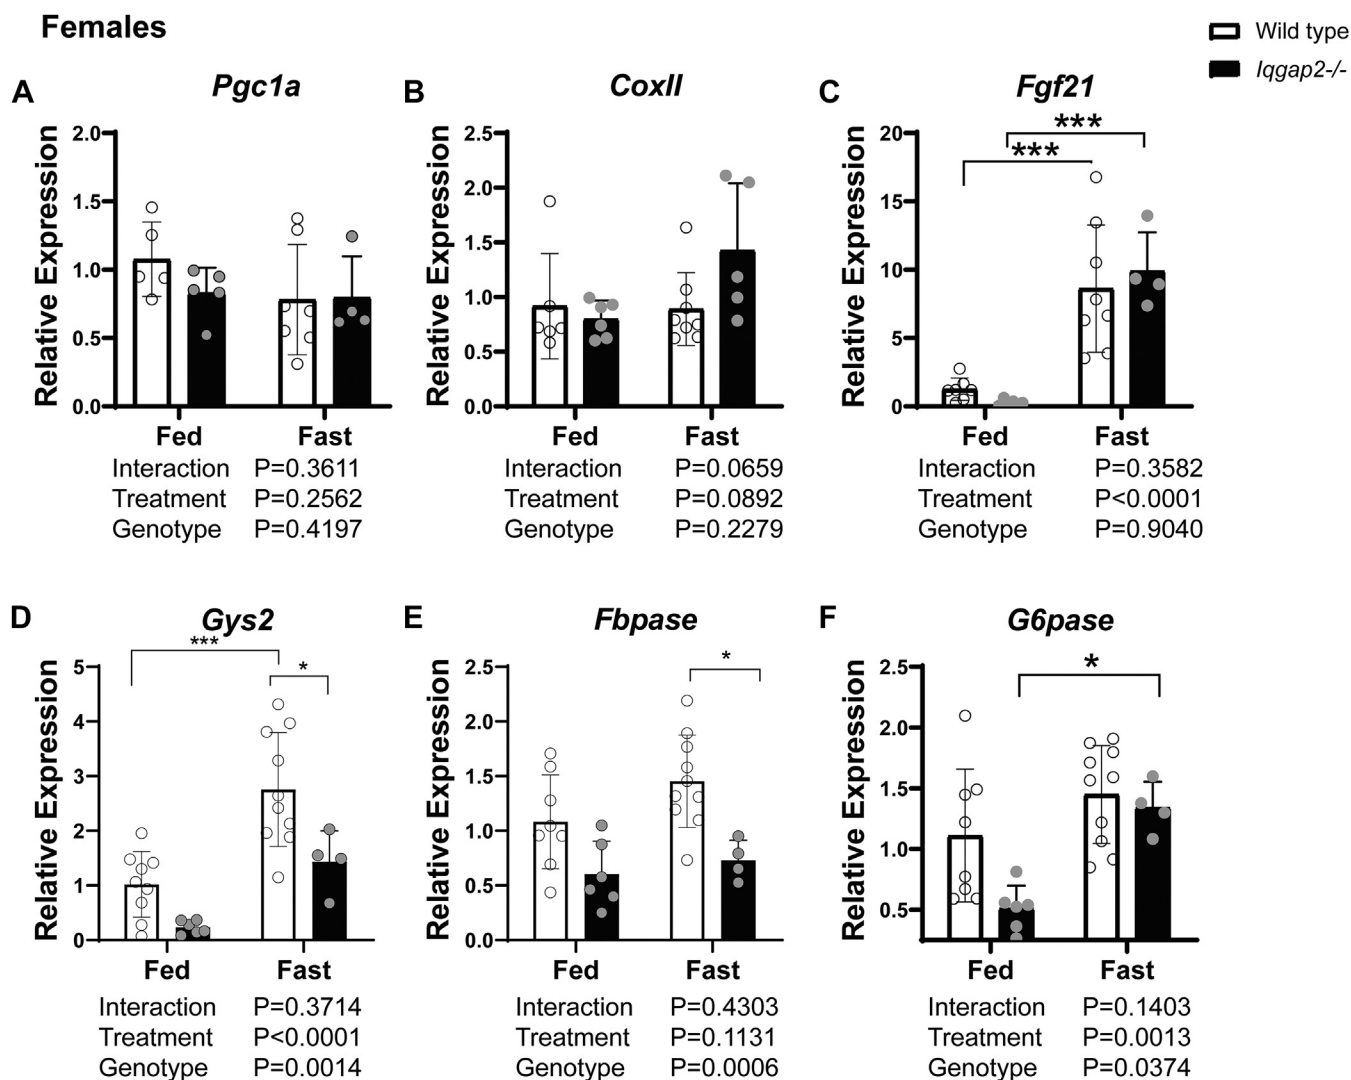 Females
Wild type
Iqgap2-/-
A
Pgc1a
Relative Expression
2.0
1.5
1.0
0.5
0.0
Fed
Fast
Interaction P=0.3611
Treatment P=0.2562
Genotype P=0.4197
B
CoxII
Relative Expression
2.5
2.0
1.5
1.0
0.5
0.0
Fed
Fast
Interaction P=0.0659
Treatment P=0.0892
Genotype P=0.2279
C
Fgf21
Relative Expression
20
15
10
5
0
***
***
Fed
Fast
Interaction P=0.3582
Treatment P<0.0001
Genotype P=0.9040
D
Gys2
Relative Expression
5
4
3
2
1
0
***
*
Fed
Fast
Interaction P=0.3714
Treatment P<0.0001
Genotype P=0.0014
E
Fbpase
Relative Expression
2.5
2.0
1.5
1.0
0.5
0.0
*
Fed
Fast
Interaction P=0.4303
Treatment P=0.1131
Genotype P=0.0006
F
G6pase
Relative Expression
2.5
2.0
1.5
1.0
0.5
*
Fed
Fast
Interaction P=0.1403
Treatment P=0.0013
Genotype P=0.0374